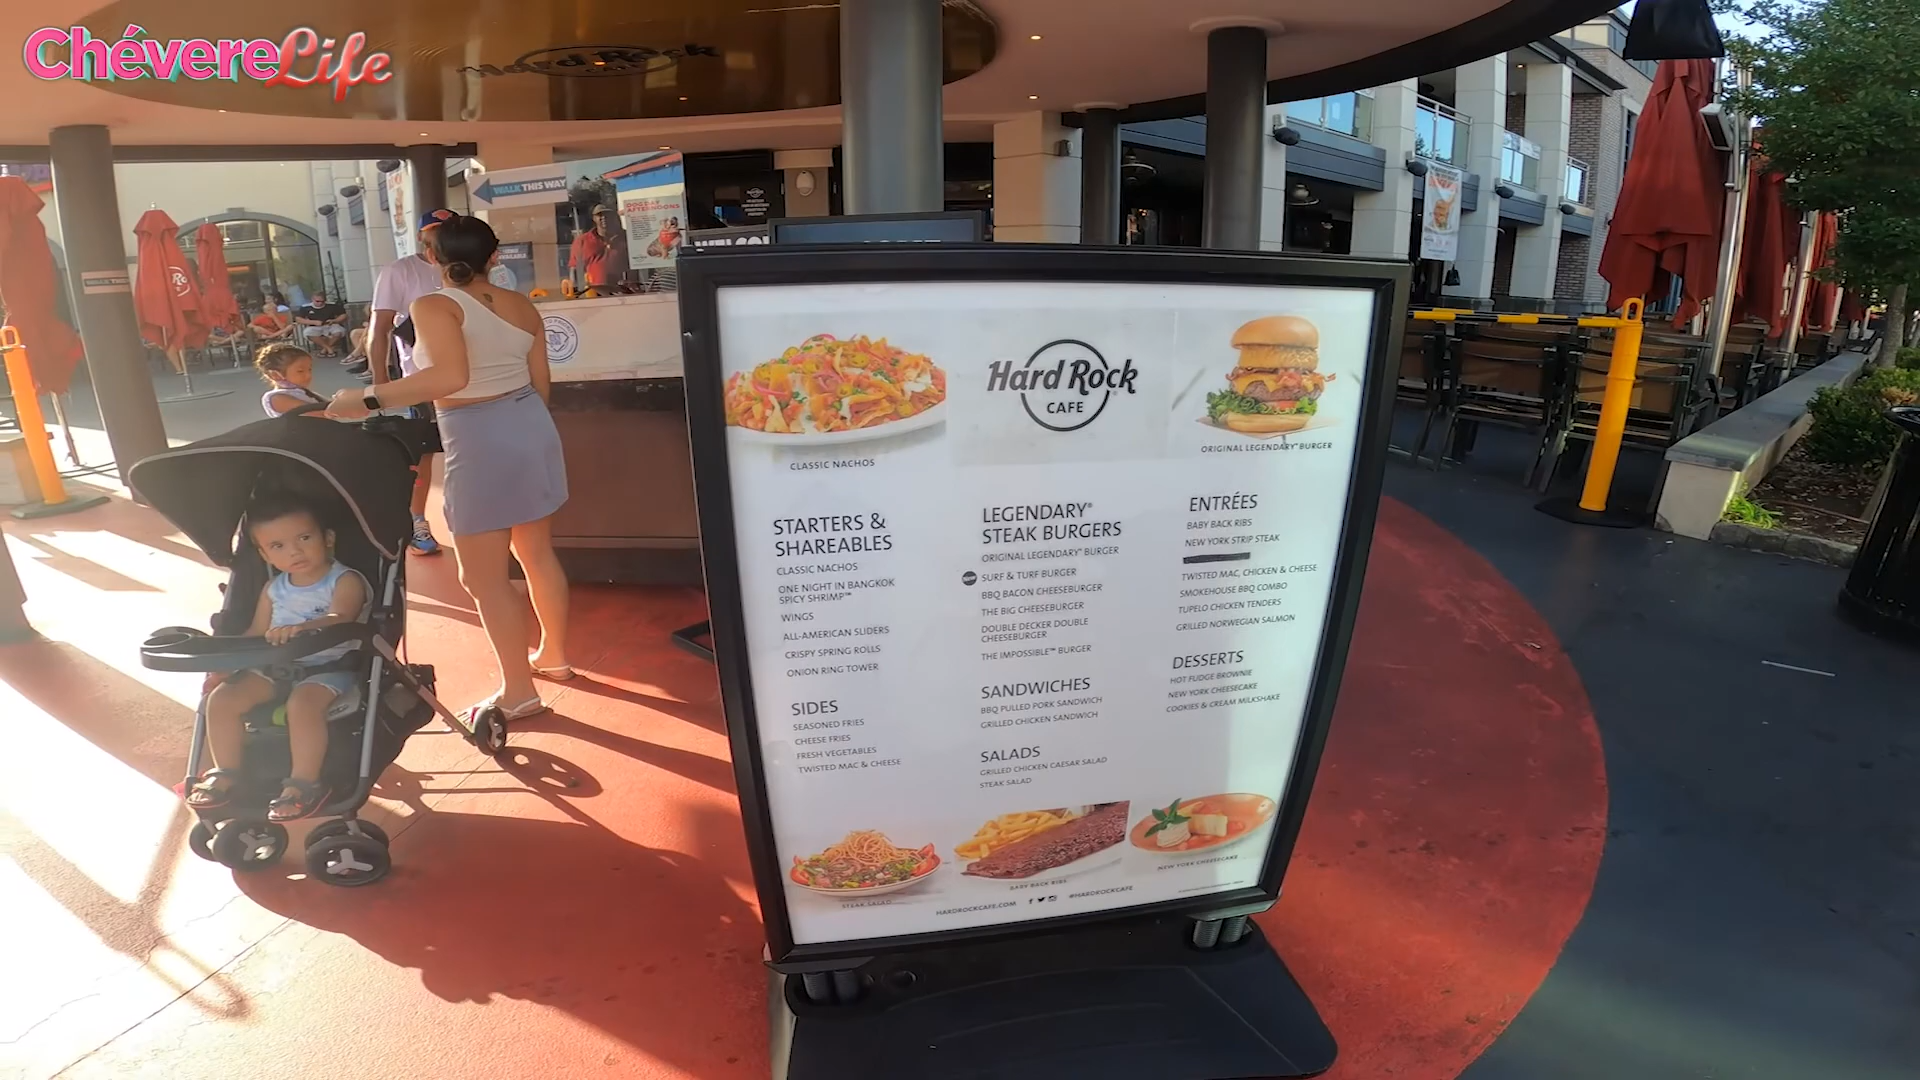 ChévereLife
Hard Rock
CAFE
WALK THIS WAY
WELCO
Hard Rock
CAFE
CLASSIC NACHOS
ORIGINAL LEGENDARY® BURGER
STARTERS &
SHAREABLES
CLASSIC NACHOS
ONE NIGHT IN BANGKOK
SPICY SHRIMP™
WINGS
ALL-AMERICAN SLIDERS
CRISPY SPRING ROLLS
ONION RING TOWER
SIDES
SEASONED FRIES
CHEESE FRIES
FRESH VEGETABLES
TWISTED MAC & CHEESE
LEGENDARY®
STEAK BURGERS
ORIGINAL LEGENDARY® BURGER
SURF & TURF BURGER
BBQ BACON CHEESEBURGER
THE BIG CHEESEBURGER
DOUBLE DECKER DOUBLE
CHEESEBURGER
THE IMPOSSIBLE™ BURGER
SANDWICHES
BBQ PULLED PORK SANDWICH
GRILLED CHICKEN SANDWICH
SALADS
GRILLED CHICKEN CAESAR SALAD
STEAK SALAD
ENTRÉES
BABY BACK RIBS
NEW YORK STRIP STEAK
TWISTED MAC, CHICKEN & CHEESE
SMOKEHOUSE BBQ COMBO
TUPELO CHICKEN TENDERS
GRILLED NORWEGIAN SALMON
DESSERTS
HOT FUDGE BROWNIE
NEW YORK CHEESECAKE
COOKIES & CREAM MILKSHAKE
STEAK SALAD
BABY BACK RIBS
NEW YORK CHEESECAKE
HARDROCKCAFE.COM
#HARDROCKCAFE